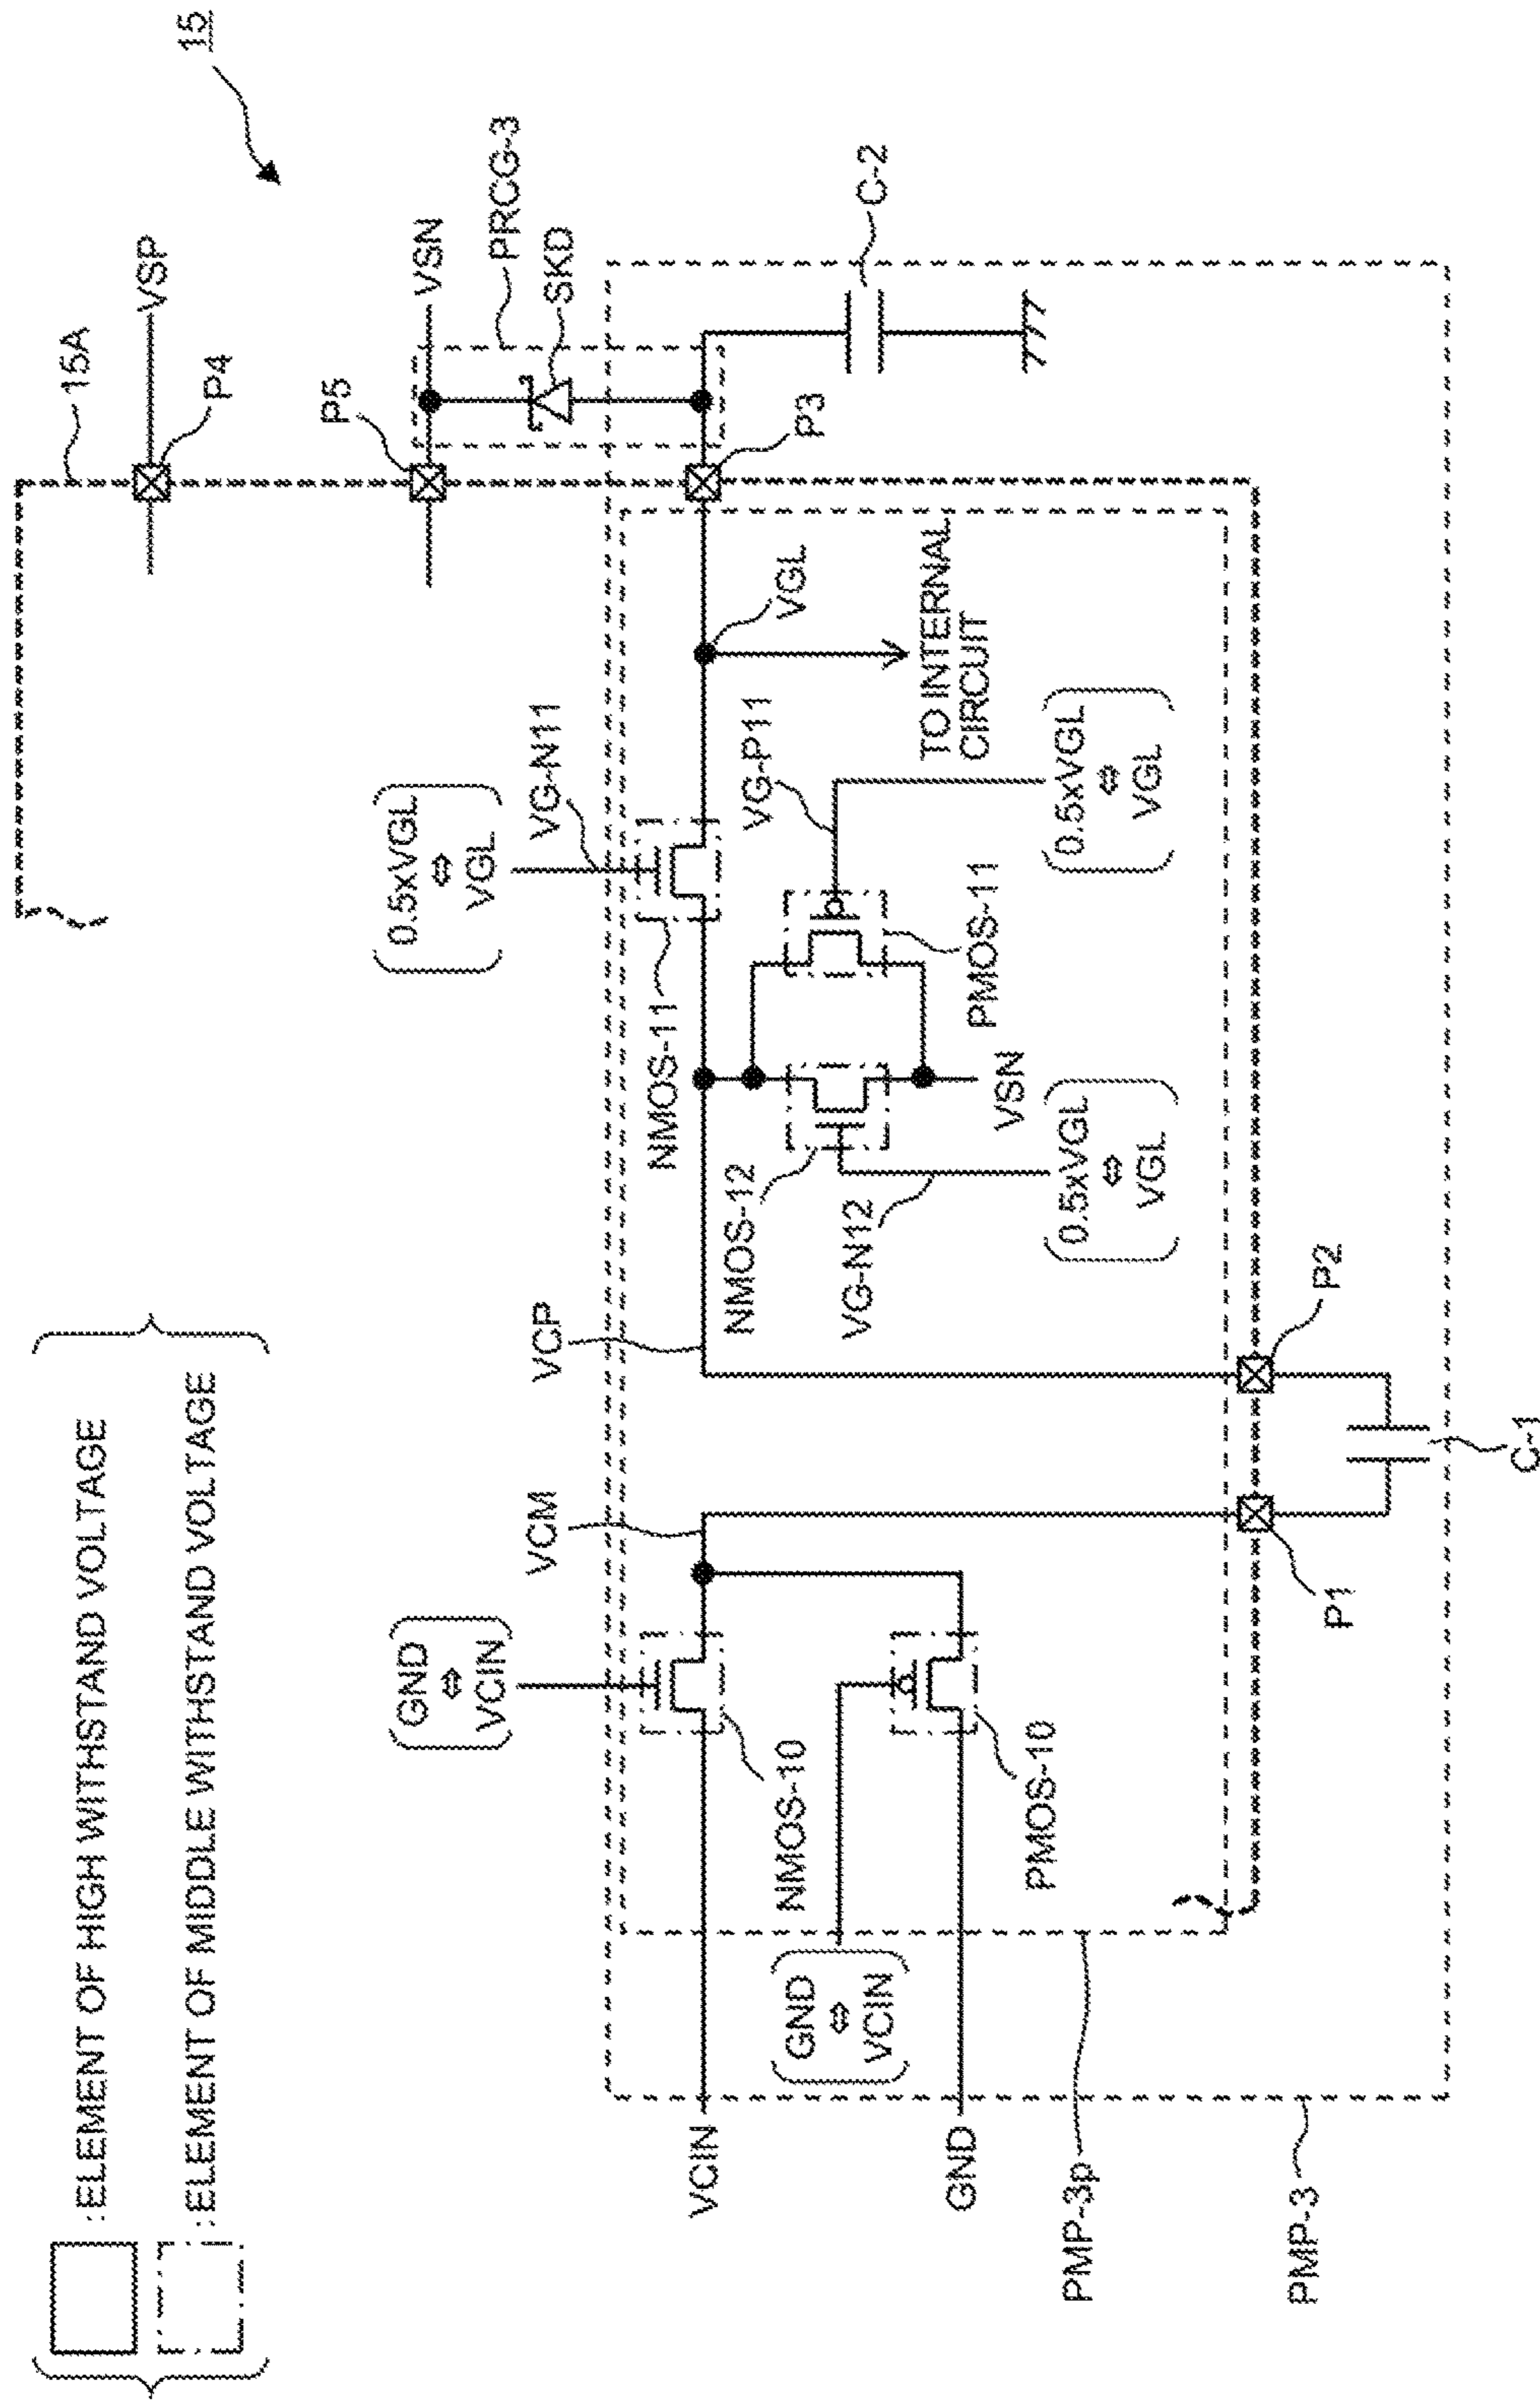 :ELEMENT OF HIGH WITHSTAND VOLTAGE
:ELEMENT OF MIDDLE WITHSTAND VOLTAGE
15
15A
VSP
P4
P5
VSN
PRCG-3
SKD
GND
⇔
VCIN
VCM
VCP
0.5xVGL
⇔
VGL
VG-N11
NMOS-11
VCIN
NMOS-10
GND
⇔
VCIN
GND
PMOS-10
NMOS-12
VG-N12
0.5xVGL
⇔
VGL
VSN
PMOS-11
VG-P11
0.5xVGL
⇔
VGL
VGL
TO INTERNAL
CIRCUIT
P3
C-2
PMP-3p
PMP-3
P1
P2
C-1